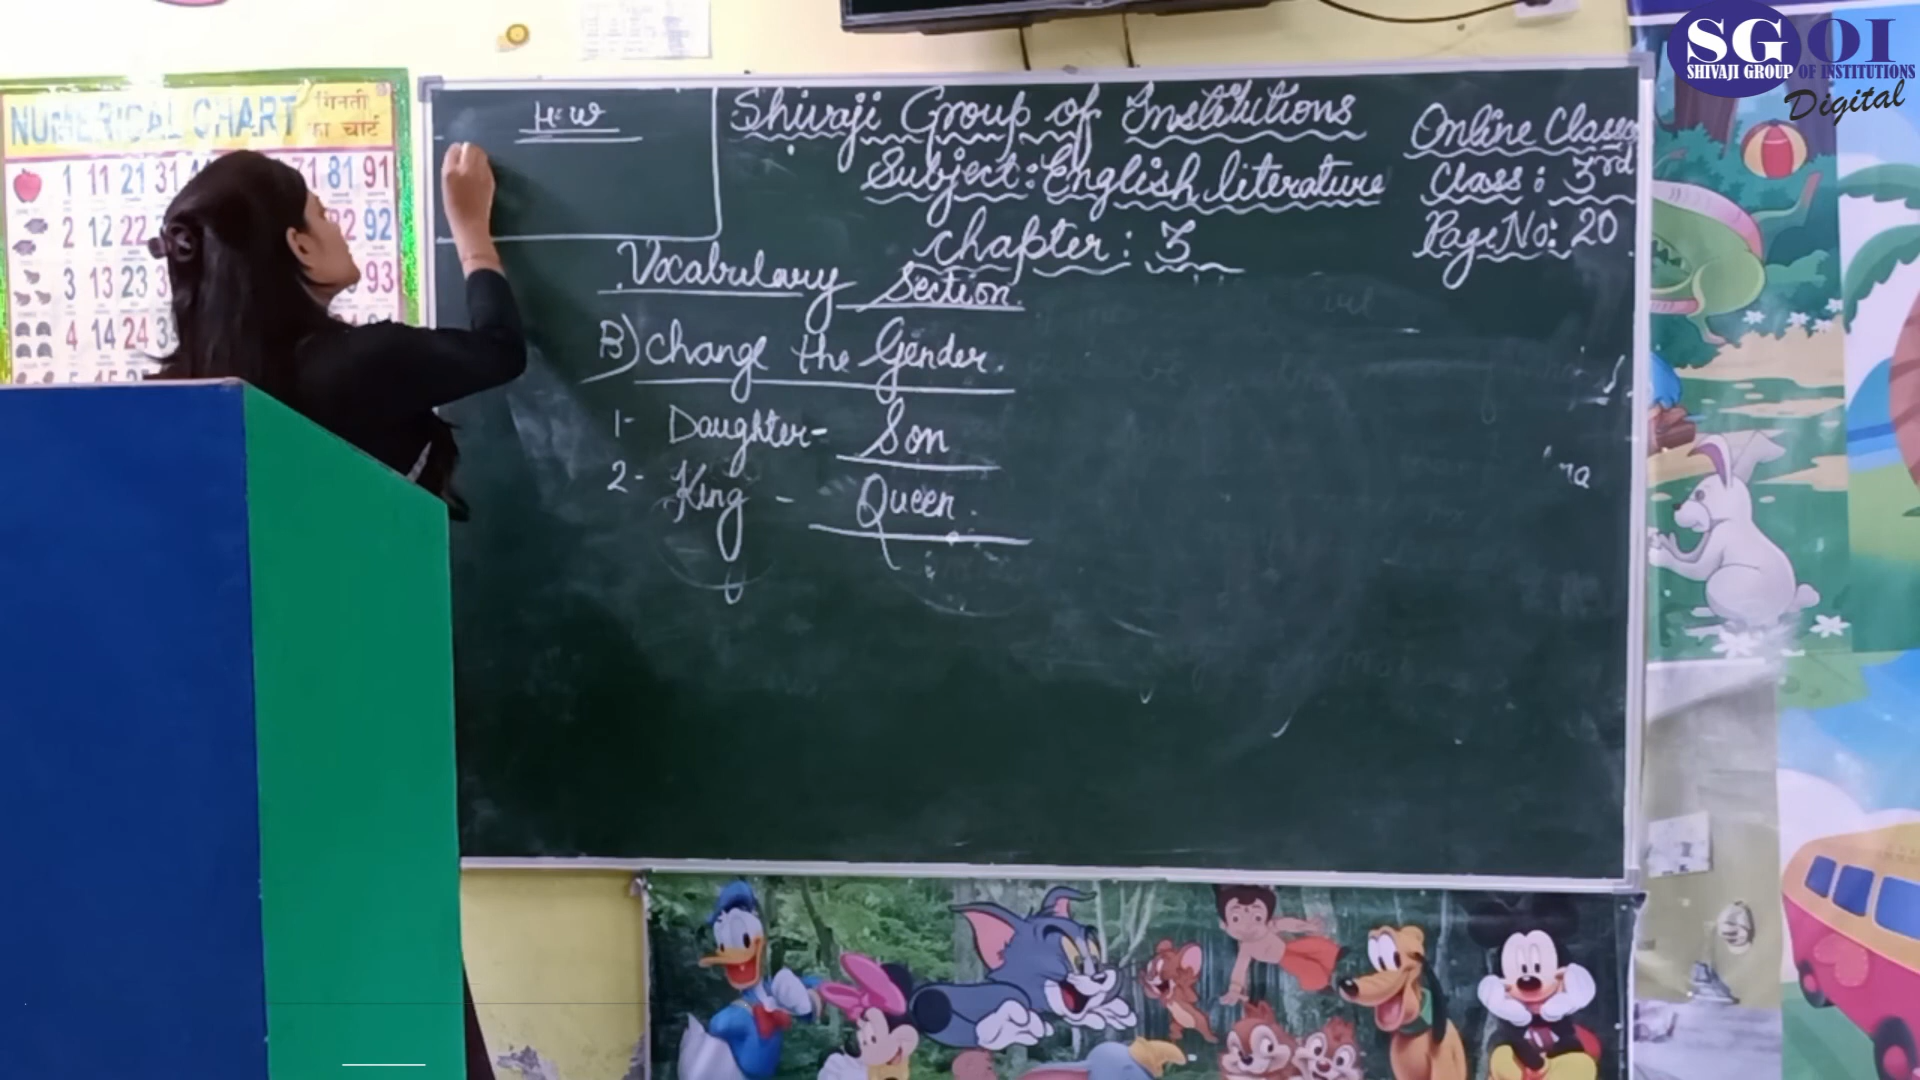 SGOI
SHIVAJI GROUP OF INSTITUTIONS
Digital
NUMERICAL CHART गिनती का चार्ट
1 11 21 31 71 81 91
2 12 22 92
3 13 23 93
4 14 24
H.W
Shivaji Group of Institutions
Subject: English literature
Chapter: 3
Online Classes
Class: 3rd
Page No: 20
Vocabulary Section.
B) Change the Gender.
1- Daughter- Son
2- King - Queen.